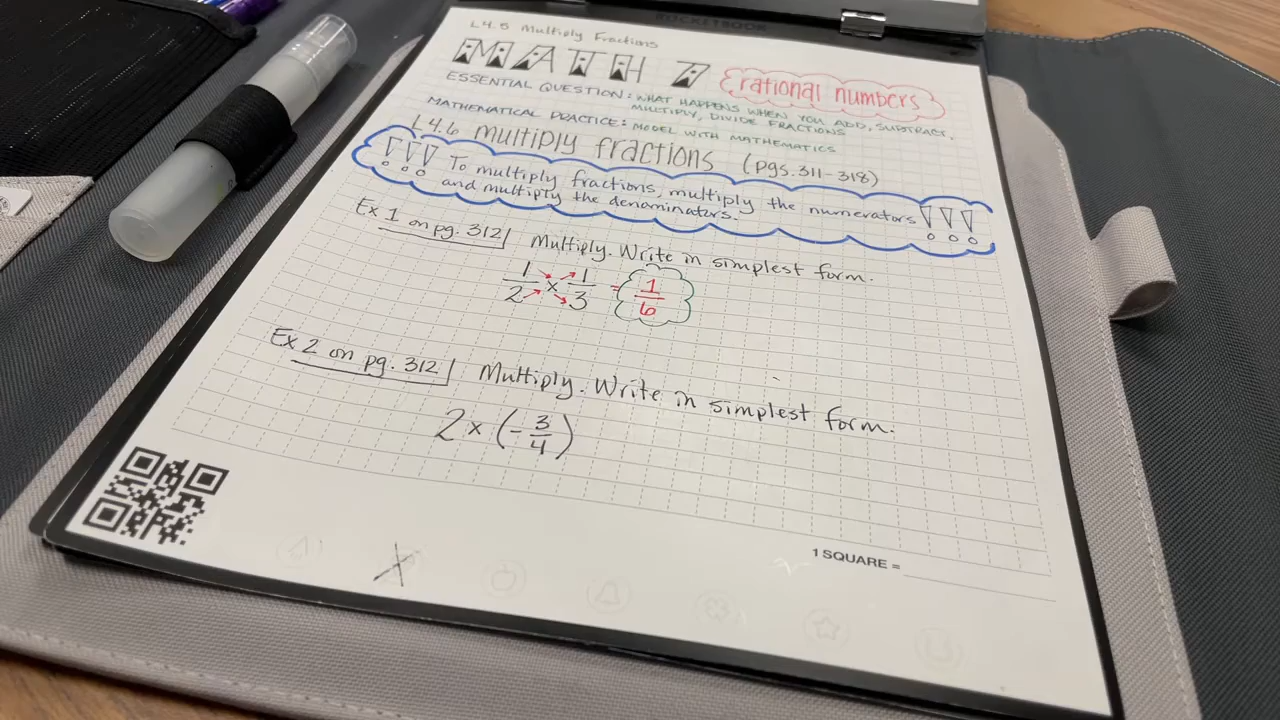 ROCKETBOOK
L4.5 Multiply Fractions
MATH 7
rational numbers
ESSENTIAL QUESTION: WHAT HAPPENS WHEN YOU ADD, SUBTRACT,
MULTIPLY, DIVIDE FRACTIONS
MATHEMATICAL PRACTICE: MODEL WITH MATHEMATICS
L4.6 multiply fractions (pgs. 311-318)
!!! To multiply fractions, multiply the numerators !!!
and multiply the denominators.
Ex 1 on pg. 312 Multiply. Write in simplest form.
1/2 × 1/3 = 1/6
Ex 2 on pg. 312 Multiply. Write in simplest form.
2 × (-3/4)
1 SQUARE =